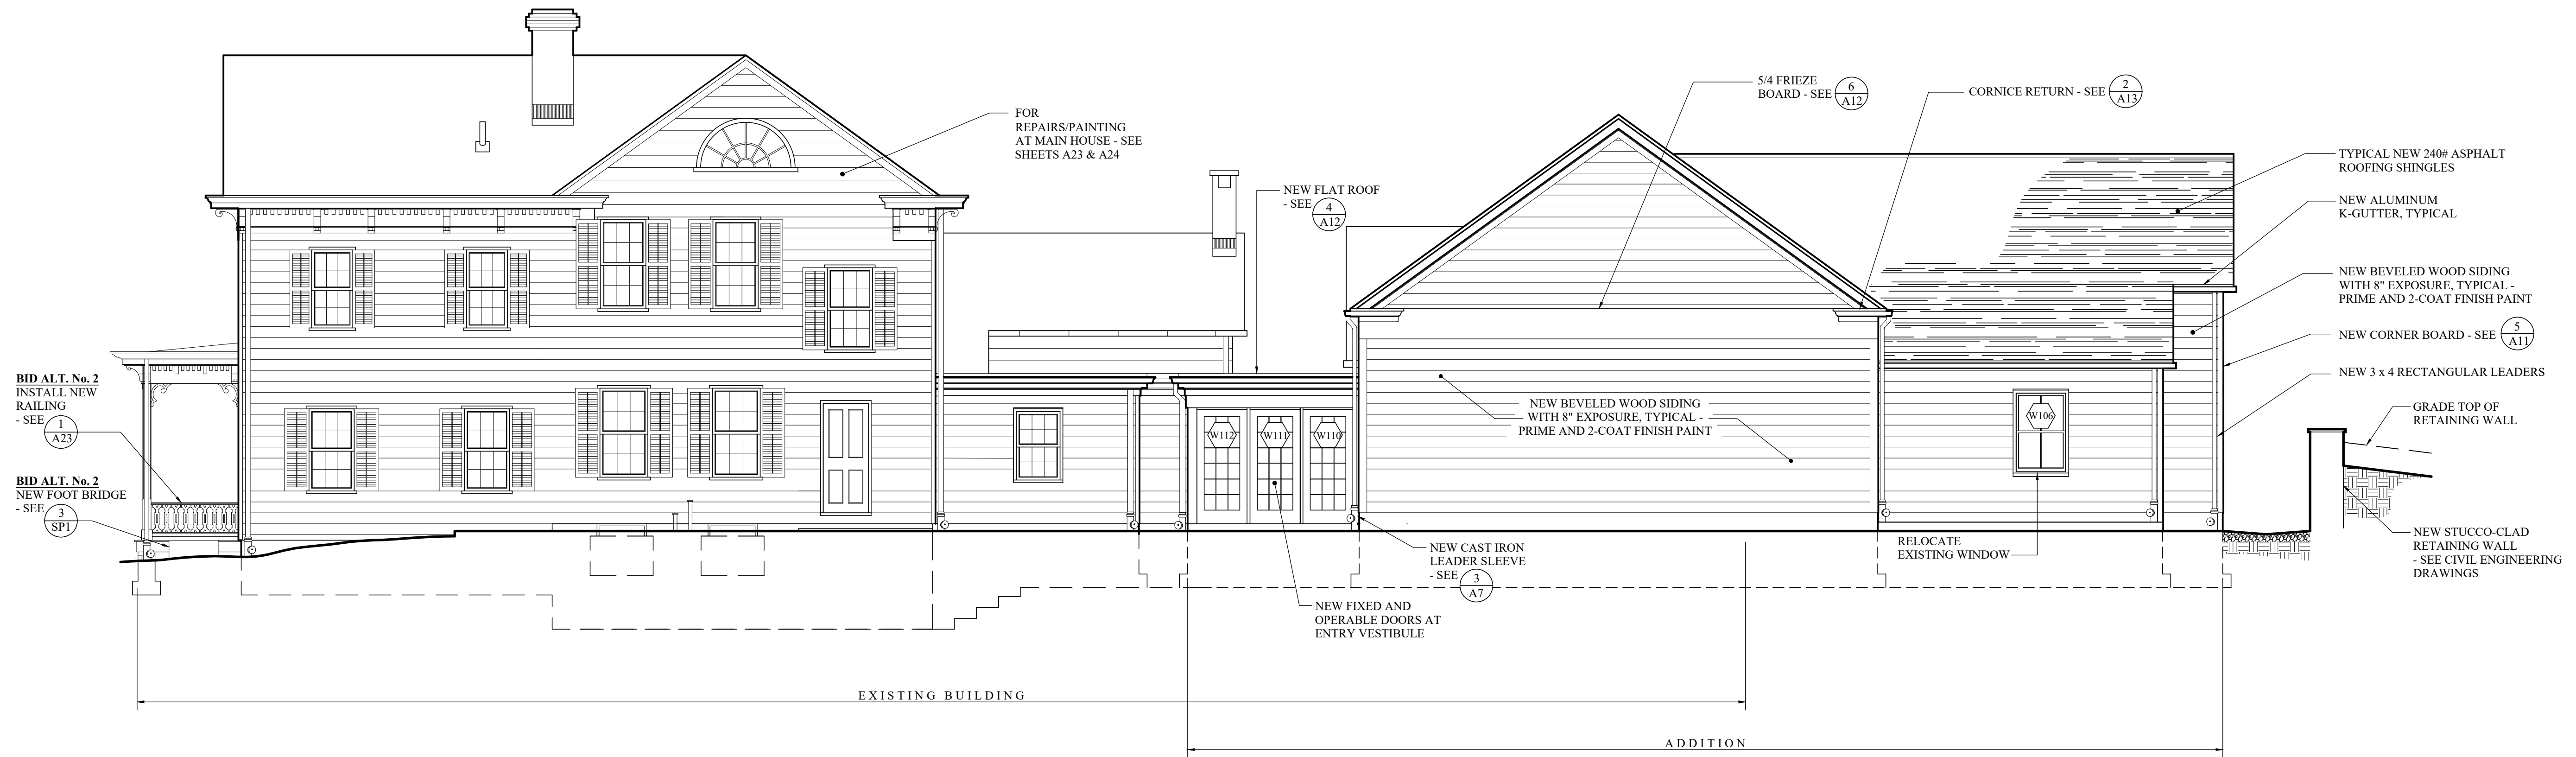 BID ALT. No. 2
INSTALL NEW
RAILING
- SEE 1
A23
BID ALT. No. 2
NEW FOOT BRIDGE
- SEE 3
SP1
FOR
REPAIRS/PAINTING
AT MAIN HOUSE - SEE
SHEETS A23 & A24
NEW FLAT ROOF
- SEE 4
A12
5/4 FRIEZE
BOARD - SEE 6
A12
CORNICE RETURN - SEE 2
A13
TYPICAL NEW 240# ASPHALT
ROOFING SHINGLES
NEW ALUMINUM
K-GUTTER, TYPICAL
NEW BEVELED WOOD SIDING
WITH 8" EXPOSURE, TYPICAL -
PRIME AND 2-COAT FINISH PAINT
NEW CORNER BOARD - SEE 5
A11
NEW 3 x 4 RECTANGULAR LEADERS
GRADE TOP OF
RETAINING WALL
NEW STUCCO-CLAD
RETAINING WALL
- SEE CIVIL ENGINEERING
DRAWINGS
W112
W111
W110
NEW BEVELED WOOD SIDING
WITH 8" EXPOSURE, TYPICAL -
PRIME AND 2-COAT FINISH PAINT
W106
RELOCATE
EXISTING WINDOW
NEW CAST IRON
LEADER SLEEVE
- SEE 3
A7
NEW FIXED AND
OPERABLE DOORS AT
ENTRY VESTIBULE
EXISTING BUILDING
ADDITION